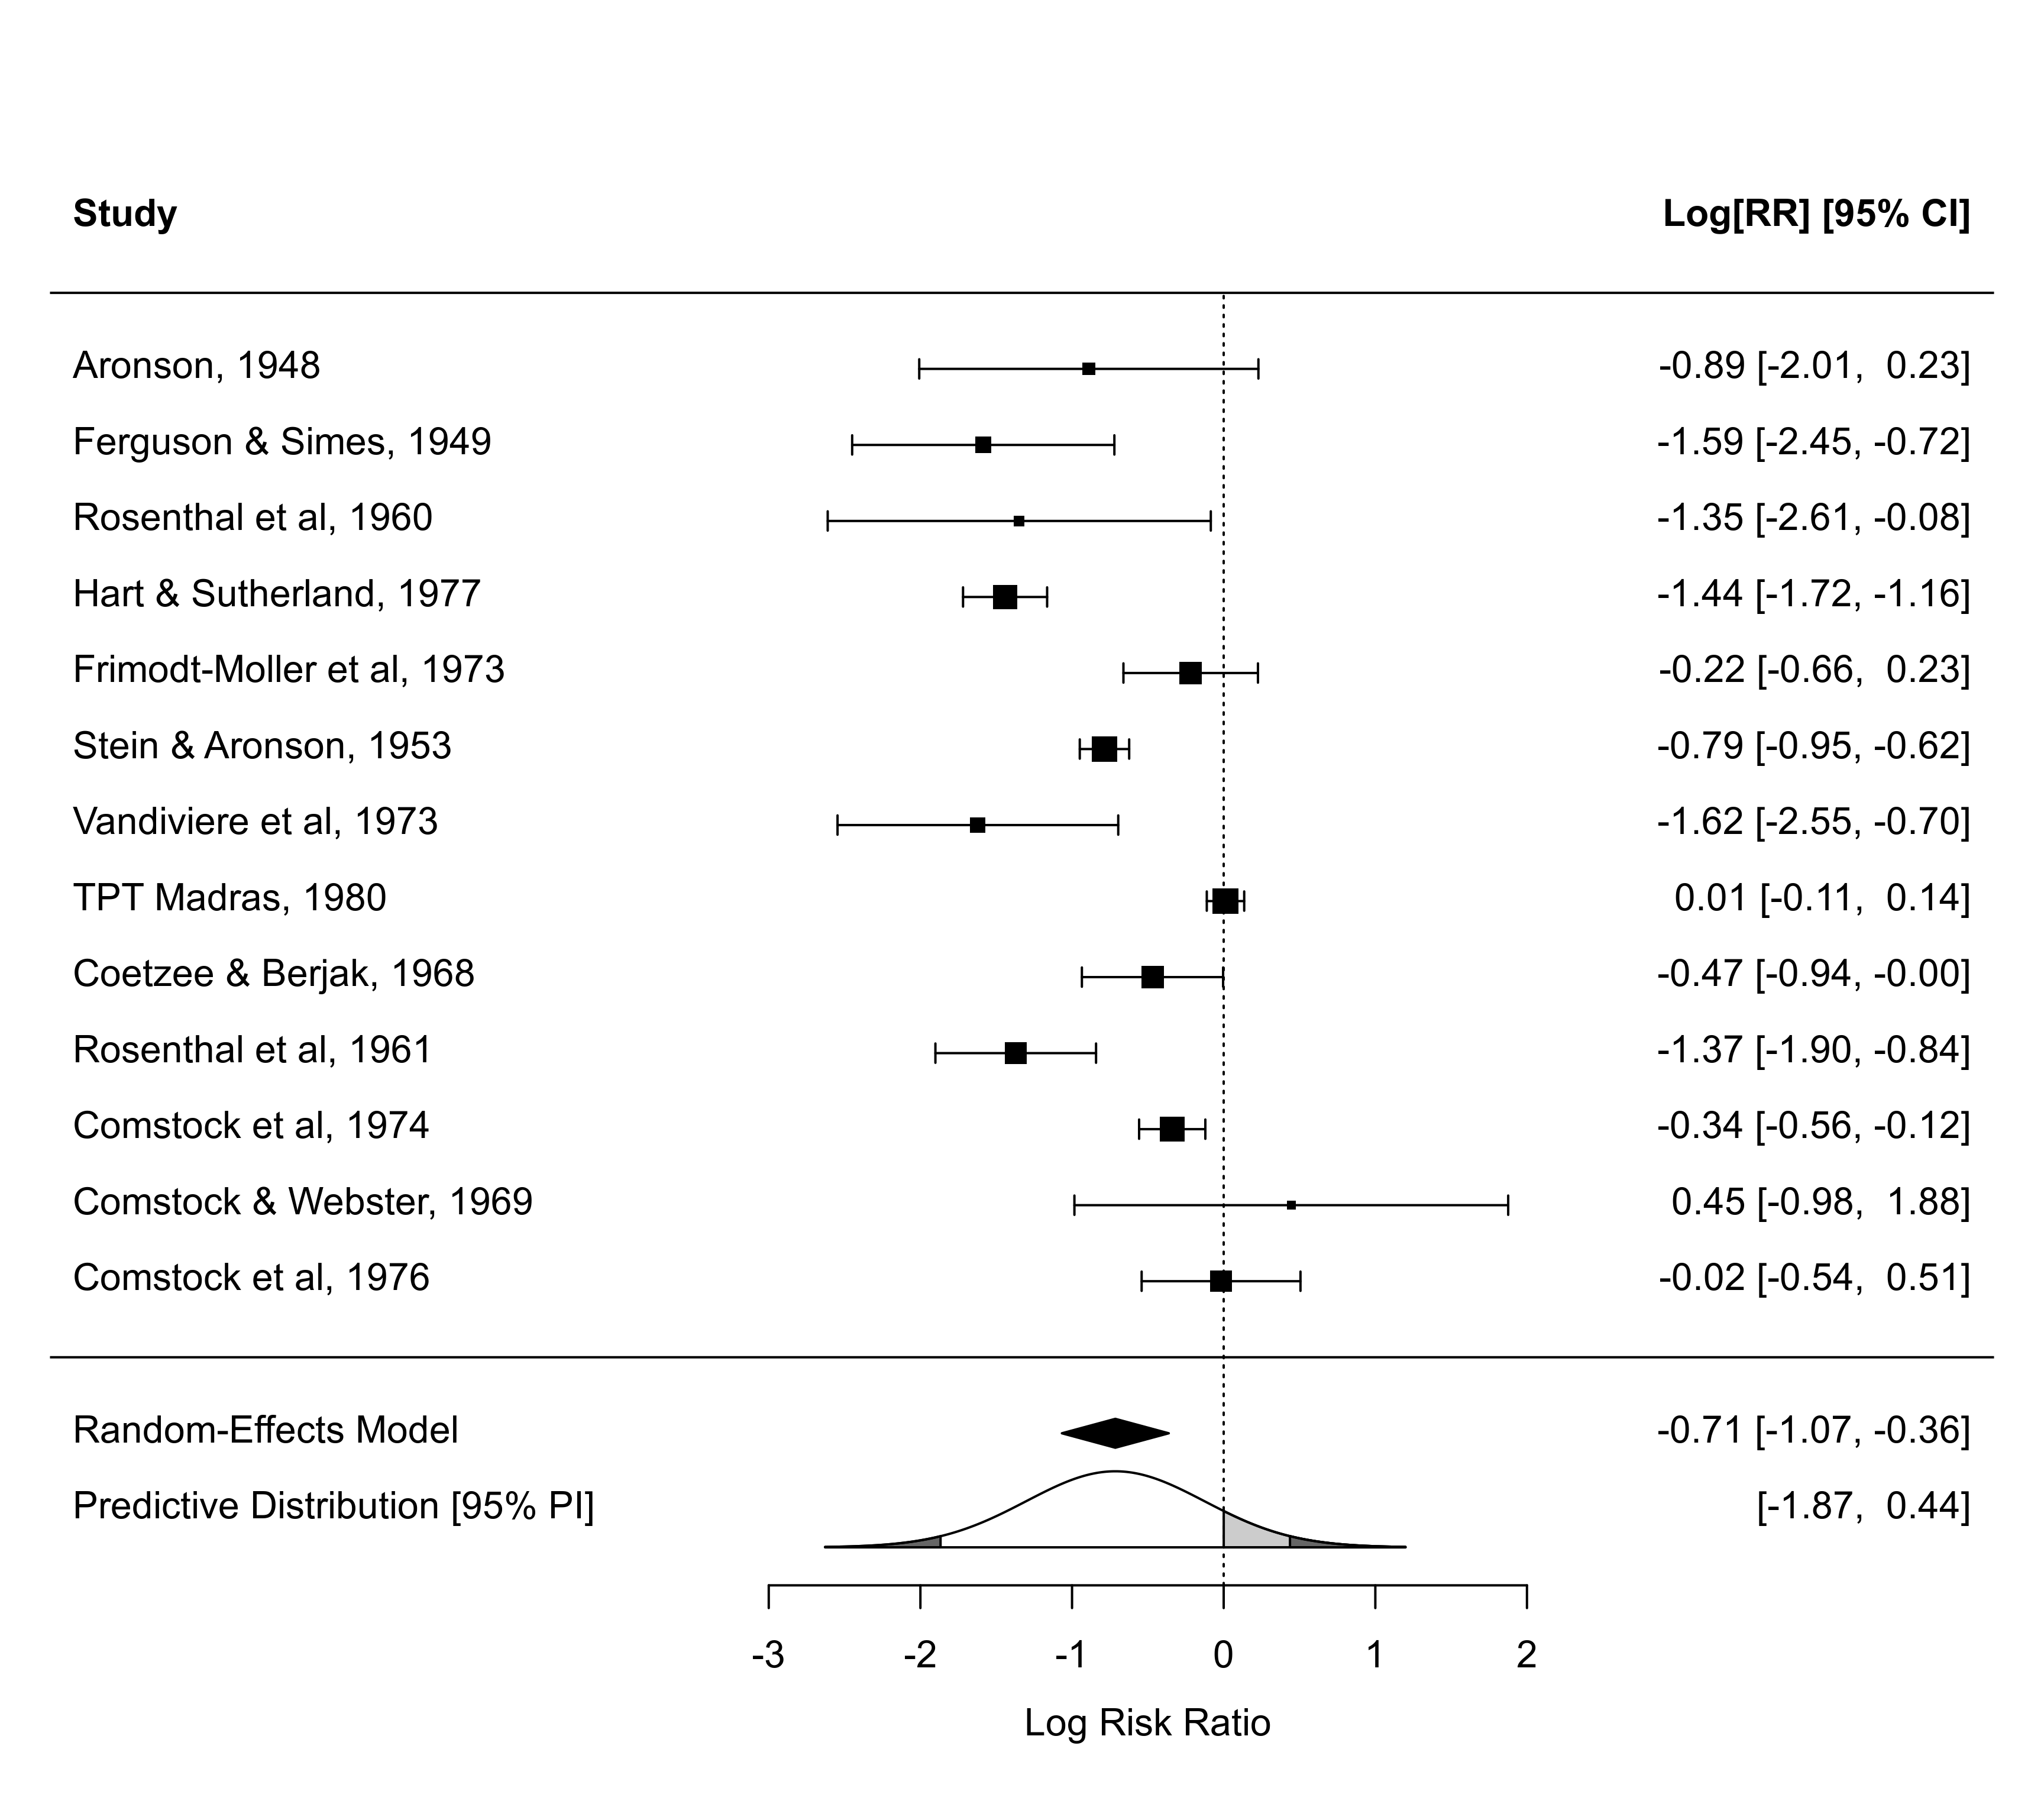 Study Log[RR] [95% CI]
Aronson, 1948 -0.89 [-2.01, 0.23]
Ferguson & Simes, 1949 -1.59 [-2.45, -0.72]
Rosenthal et al, 1960 -1.35 [-2.61, -0.08]
Hart & Sutherland, 1977 -1.44 [-1.72, -1.16]
Frimodt-Moller et al, 1973 -0.22 [-0.66, 0.23]
Stein & Aronson, 1953 -0.79 [-0.95, -0.62]
Vandiviere et al, 1973 -1.62 [-2.55, -0.70]
TPT Madras, 1980 0.01 [-0.11, 0.14]
Coetzee & Berjak, 1968 -0.47 [-0.94, -0.00]
Rosenthal et al, 1961 -1.37 [-1.90, -0.84]
Comstock et al, 1974 -0.34 [-0.56, -0.12]
Comstock & Webster, 1969 0.45 [-0.98, 1.88]
Comstock et al, 1976 -0.02 [-0.54, 0.51]
Random-Effects Model -0.71 [-1.07, -0.36]
Predictive Distribution [95% PI] [-1.87, 0.44]
-3 -2 -1 0 1 2
Log Risk Ratio